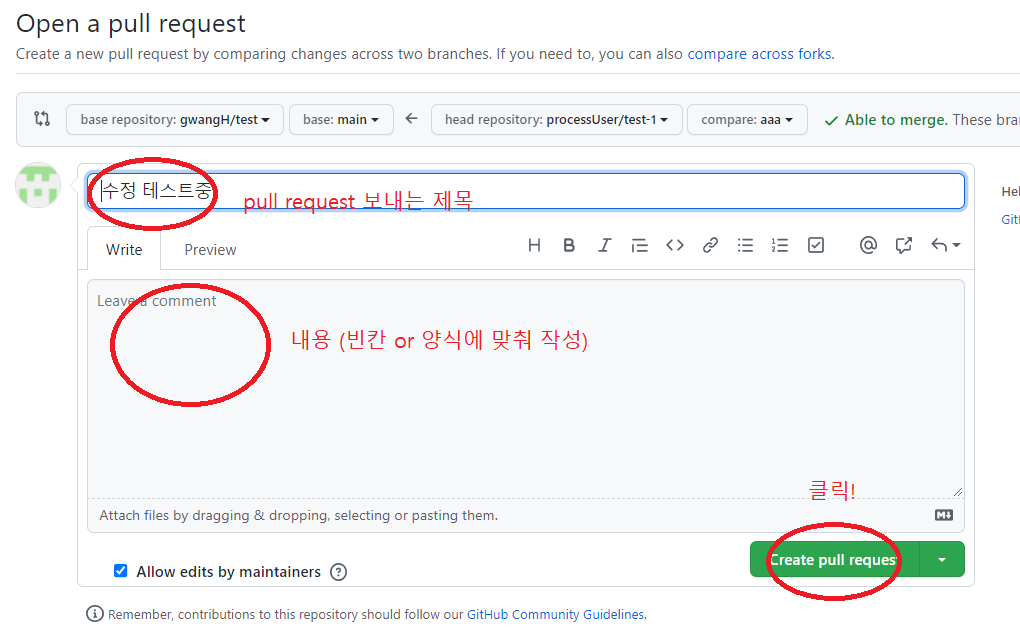 Open a pull request
Create a new pull request by comparing changes across two branches. If you need to, you can also compare across forks.
base repository: gwangH/test base: main ← head repository: processUser/test-1 compare: aaa ✓ Able to merge. These bra
수정 테스트중
pull request 보내는 제목
Hel
Git
Write Preview H B I
Leave a comment
내용 (빈칸 or 양식에 맞춰 작성)
클릭!
Attach files by dragging & dropping, selecting or pasting them.
Create pull request
Allow edits by maintainers ?
Remember, contributions to this repository should follow our GitHub Community Guidelines.